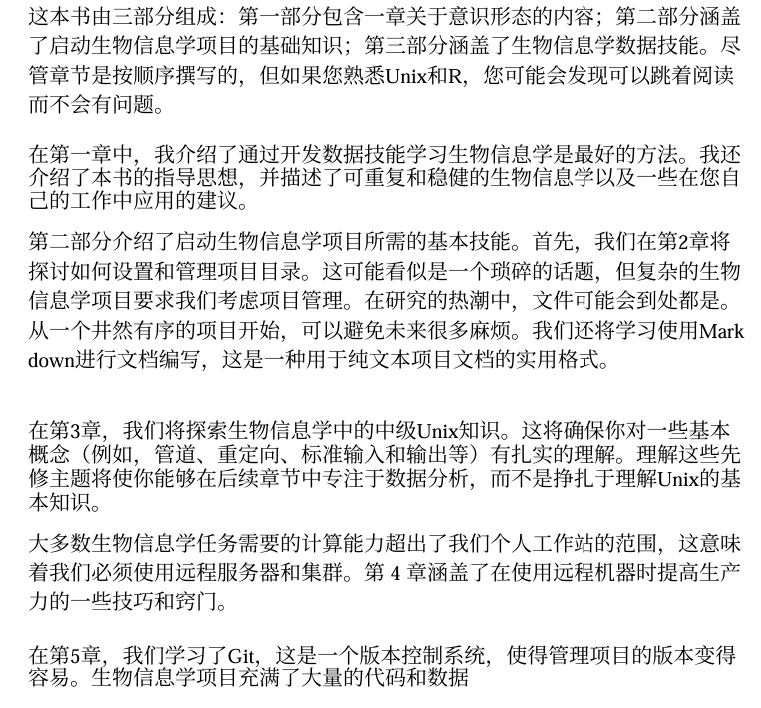 这本书由三部分组成：第一部分包含一章关于意识形态的内容；第二部分涵盖
了启动生物信息学项目的基础知识；第三部分涵盖了生物信息学数据技能。尽
管章节是按顺序撰写的，但如果您熟悉Unix和R，您可能会发现可以跳着阅读
而不会有问题。
在第一章中，我介绍了通过开发数据技能学习生物信息学是最好的方法。我还
介绍了本书的指导思想，并描述了可重复和稳健的生物信息学以及一些在您自
己的工作中应用的建议。
第二部分介绍了启动生物信息学项目所需的基本技能。首先，我们在第2章将
探讨如何设置和管理项目目录。这可能看似是一个琐碎的话题，但复杂的生物
信息学项目要求我们考虑项目管理。在研究的热潮中，文件可能会到处都是。
从一个井然有序的项目开始，可以避免未来很多麻烦。我们还将学习使用Mark
down进行文档编写，这是一种用于纯文本项目文档的实用格式。
在第3章，我们将探索生物信息学中的中级Unix知识。这将确保你对一些基本
概念（例如，管道、重定向、标准输入和输出等）有扎实的理解。理解这些先
修主题将使你能够在后续章节中专注于数据分析，而不是挣扎于理解Unix的基
本知识。
大多数生物信息学任务需要的计算能力超出了我们个人工作站的范围，这意味
着我们必须使用远程服务器和集群。第 4 章涵盖了在使用远程机器时提高生产
力的一些技巧和窍门。
在第5章，我们学习了Git，这是一个版本控制系统，使得管理项目的版本变得
容易。生物信息学项目充满了大量的代码和数据